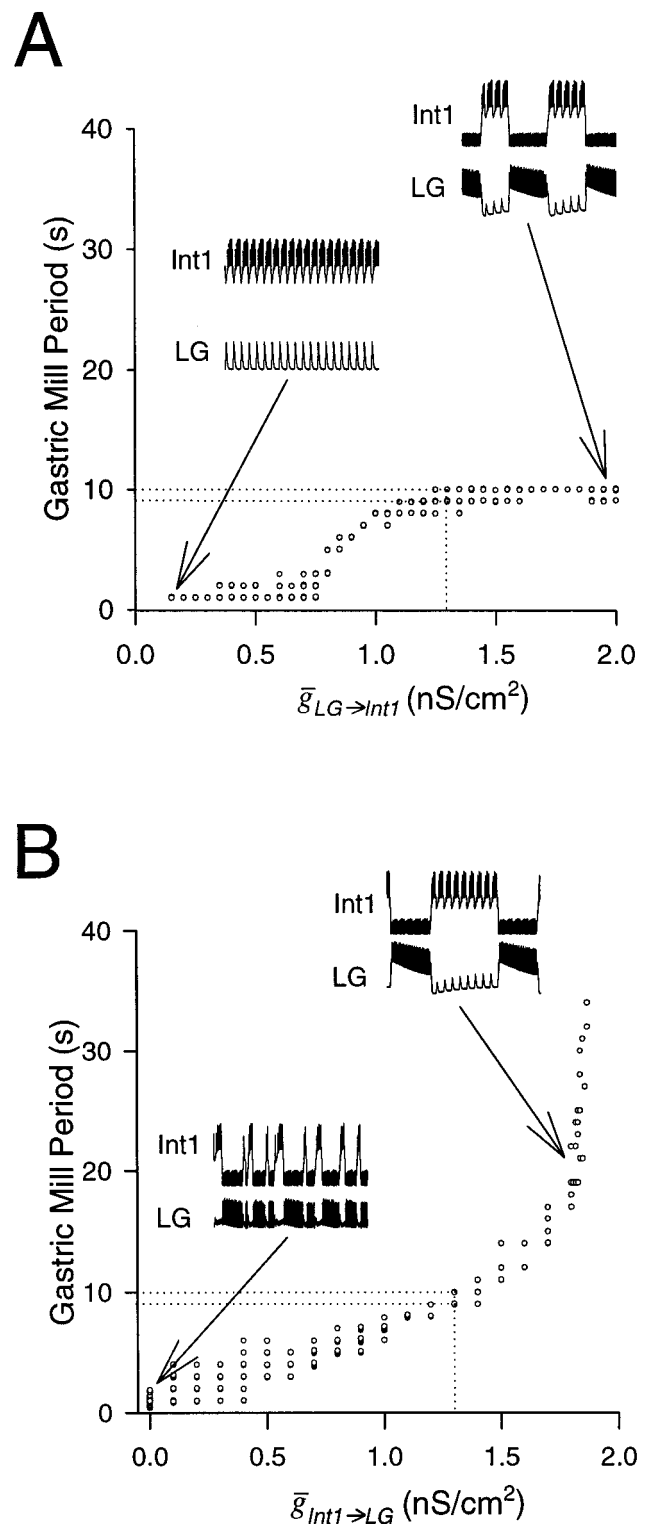 A
Int1
LG
Int1
LG
Gastric Mill Period (s)
40
30
20
10
0
0.0 0.5 1.0 1.5 2.0
g̅LG→Int1 (nS/cm²)
B
Int1
LG
Int1
LG
Gastric Mill Period (s)
40
30
20
10
0
0.0 0.5 1.0 1.5 2.0
g̅Int1→LG (nS/cm²)